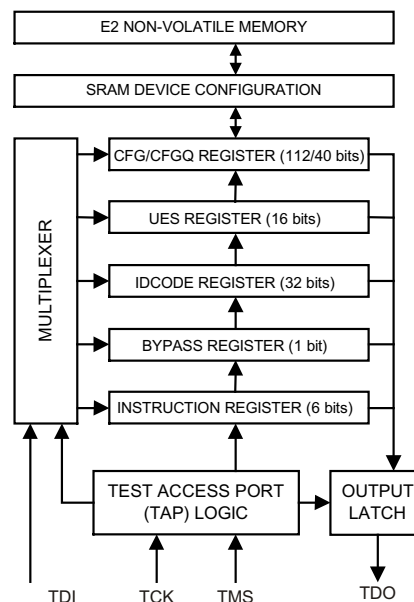 E2 NON-VOLATILE MEMORY
SRAM DEVICE CONFIGURATION
MULTIPLEXER
CFG/CFGQ REGISTER (112/40 bits)
UES REGISTER (16 bits)
IDCODE REGISTER (32 bits)
BYPASS REGISTER (1 bit)
INSTRUCTION REGISTER (6 bits)
TEST ACCESS PORT
(TAP) LOGIC
OUTPUT
LATCH
TDI
TCK
TMS
TDO